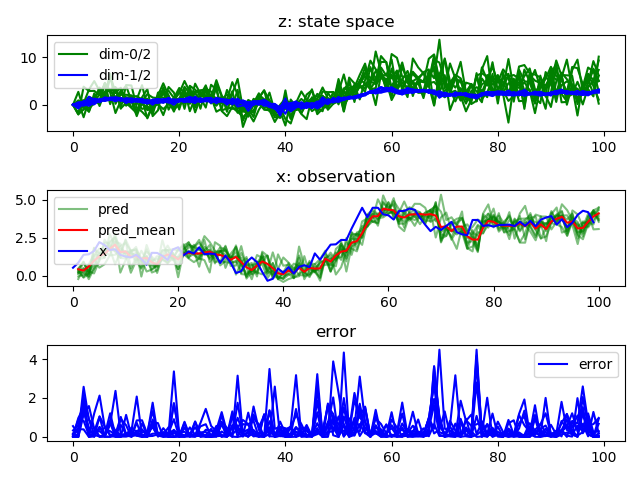 z: state space
10
0
dim-0/2
dim-1/2
0 20 40 60 80 100
x: observation
5.0
2.5
0.0
pred
pred_mean
x
0 20 40 60 80 100
error
4
2
0
error
0 20 40 60 80 100